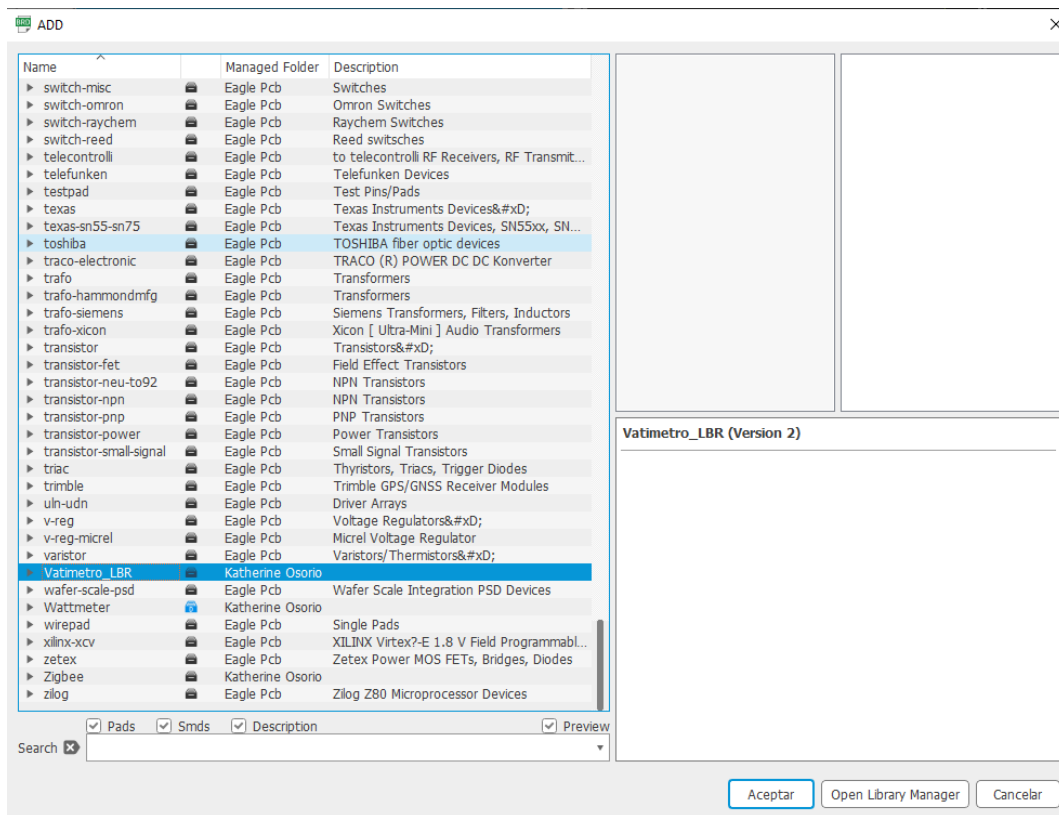 BRD ADD
Name Managed Folder Description
switch-misc Eagle Pcb Switches
switch-omron Eagle Pcb Omron Switches
switch-raychem Eagle Pcb Raychem Switches
switch-reed Eagle Pcb Reed switsches
telecontrolli Eagle Pcb to telecontrolli RF Receivers, RF Transmit...
telefunken Eagle Pcb Telefunken Devices
testpad Eagle Pcb Test Pins/Pads
texas Eagle Pcb Texas Instruments Devices&#xD;
texas-sn55-sn75 Eagle Pcb Texas Instruments Devices, SN55xx, SN...
toshiba Eagle Pcb TOSHIBA fiber optic devices
traco-electronic Eagle Pcb TRACO (R) POWER DC DC Konverter
trafo Eagle Pcb Transformers
trafo-hammondmfg Eagle Pcb Transformers
trafo-siemens Eagle Pcb Siemens Transformers, Filters, Inductors
trafo-xicon Eagle Pcb Xicon [ Ultra-Mini ] Audio Transformers
transistor Eagle Pcb Transistors&#xD;
transistor-fet Eagle Pcb Field Effect Transistors
transistor-neu-to92 Eagle Pcb NPN Transistors
transistor-npn Eagle Pcb NPN Transistors
transistor-pnp Eagle Pcb PNP Transistors
transistor-power Eagle Pcb Power Transistors
transistor-small-signal Eagle Pcb Small Signal Transistors
triac Eagle Pcb Thyristors, Triacs, Trigger Diodes
trimble Eagle Pcb Trimble GPS/GNSS Receiver Modules
uln-udn Eagle Pcb Driver Arrays
v-reg Eagle Pcb Voltage Regulators&#xD;
v-reg-micrel Eagle Pcb Micrel Voltage Regulator
varistor Eagle Pcb Varistors/Thermistors&#xD;
Vatimetro_LBR Katherine Osorio
wafer-scale-psd Eagle Pcb Wafer Scale Integration PSD Devices
Wattmeter Katherine Osorio
wirepad Eagle Pcb Single Pads
xilinx-xcv Eagle Pcb XILINX Virtex?-E 1.8 V Field Programmabl...
zetex Eagle Pcb Zetex Power MOS FETs, Bridges, Diodes
Zigbee Katherine Osorio
zilog Eagle Pcb Zilog Z80 Microprocessor Devices
Vatimetro_LBR (Version 2)
Pads Smds Description Preview
Search
Aceptar Open Library Manager Cancelar